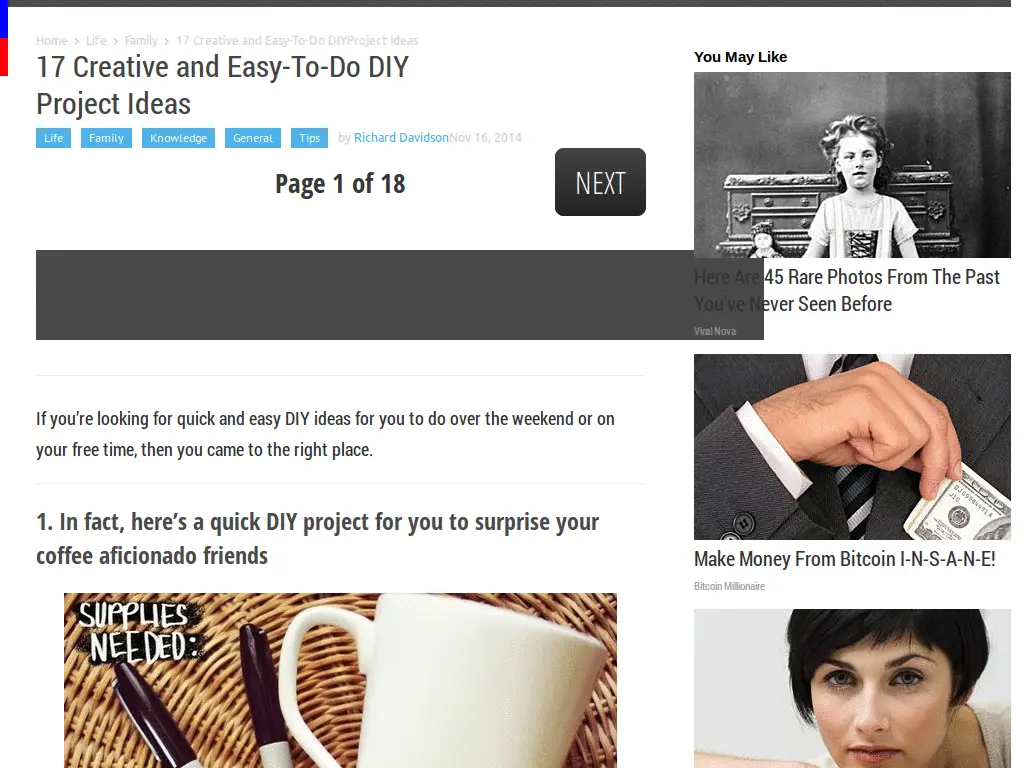 Home > Life > Family > 17 Creative and Easy-To-Do DIYProject Ideas
17 Creative and Easy-To-Do DIY
Project Ideas
Life Family Knowledge General Tips by Richard DavidsonNov 16, 2014
Page 1 of 18
NEXT
If you're looking for quick and easy DIY ideas for you to do over the weekend or on
your free time, then you came to the right place.
1. In fact, here's a quick DIY project for you to surprise your
coffee aficionado friends
SUPPLIES
NEEDED:
You May Like
Here Are 45 Rare Photos From The Past
You've Never Seen Before
Viral Nova
Make Money From Bitcoin I-N-S-A-N-E!
Bitcoin Millionaire